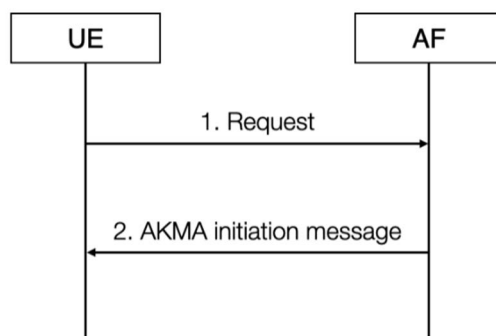 UE
AF
1. Request
2. AKMA initiation message